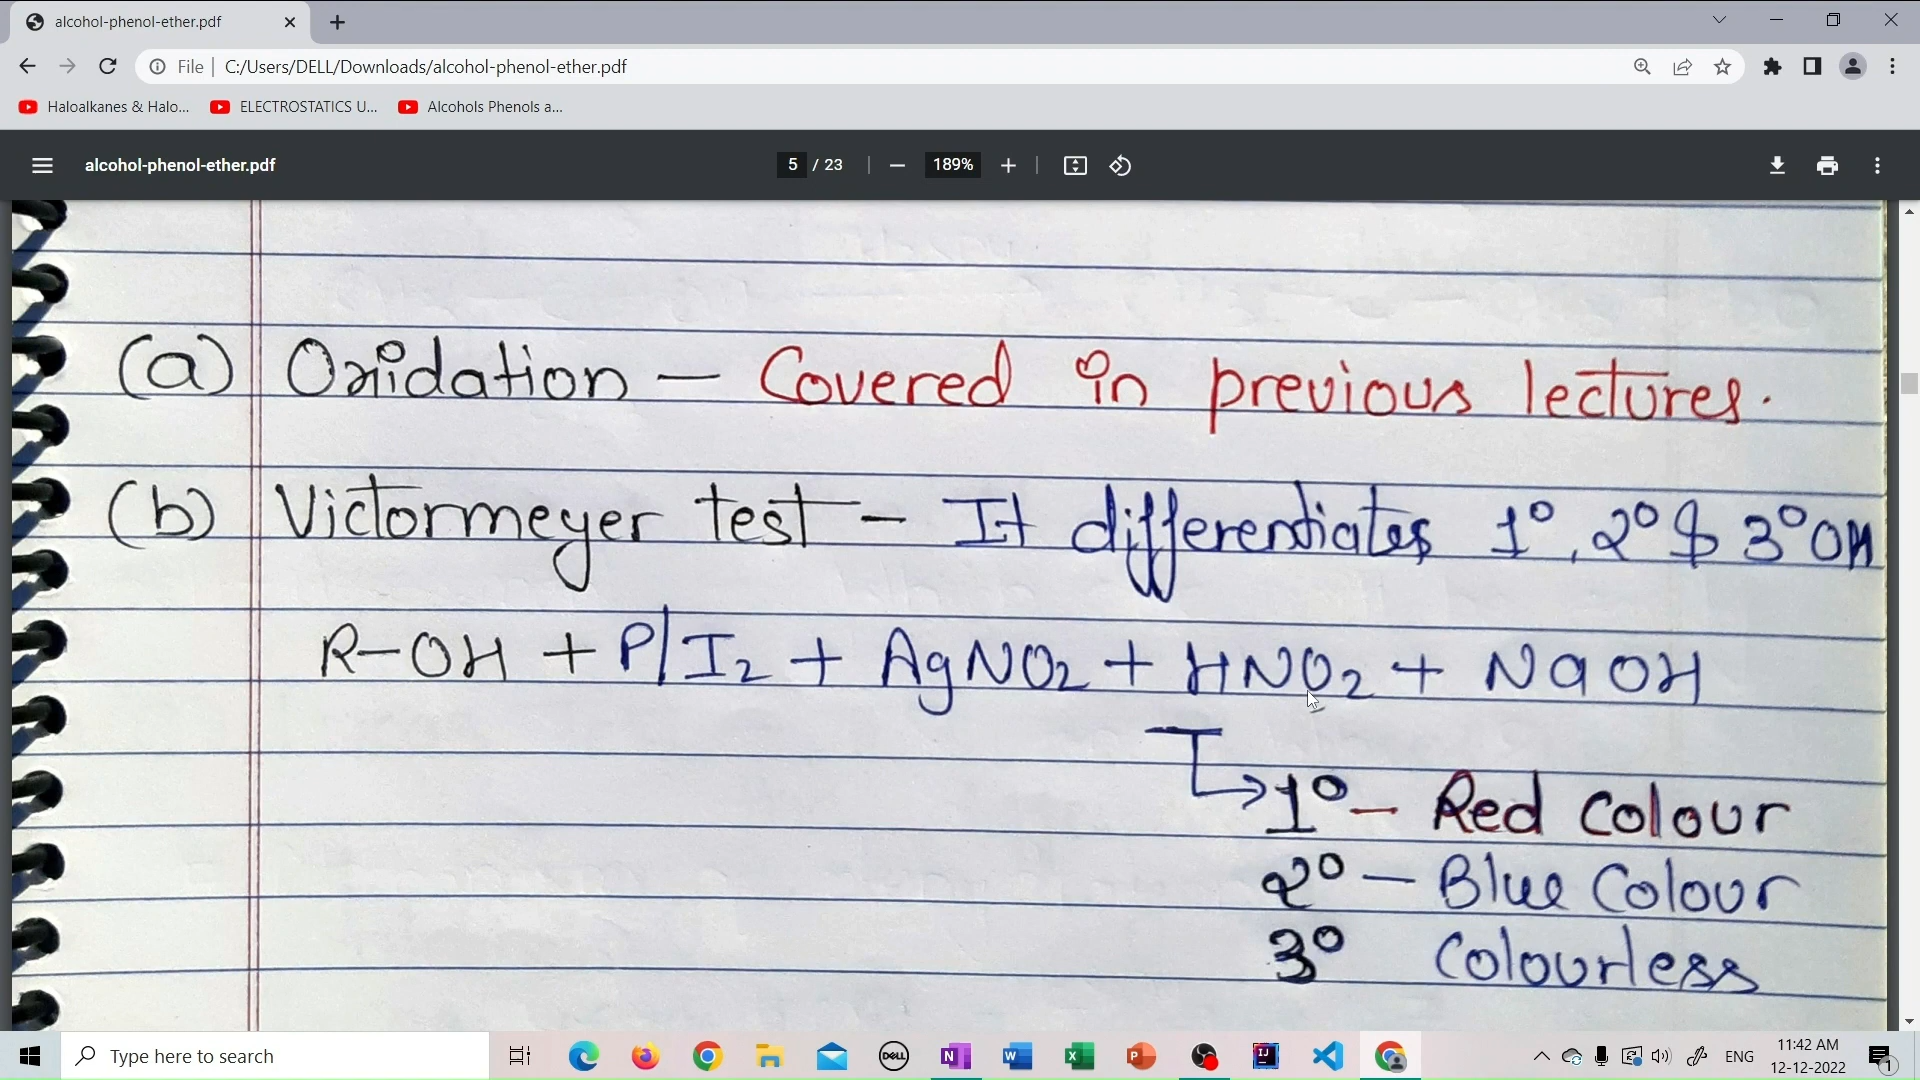 alcohol-phenol-ether.pdf
File | C:/Users/DELL/Downloads/alcohol-phenol-ether.pdf
Haloalkanes & Halo... ELECTROSTATICS U... Alcohols Phenols a...
alcohol-phenol-ether.pdf 5 / 23 189%
(a) Oxidation - Covered in previous lectures.
(b) Victormeyer test - It differentiates 1°, 2° & 3° OH
R-OH + P/I₂ + AgNO₂ + HNO₂ + NaOH
1° - Red Colour
2° - Blue Colour
3° Colourless
Type here to search
DELL
ENG 11:42 AM
12-12-2022
1